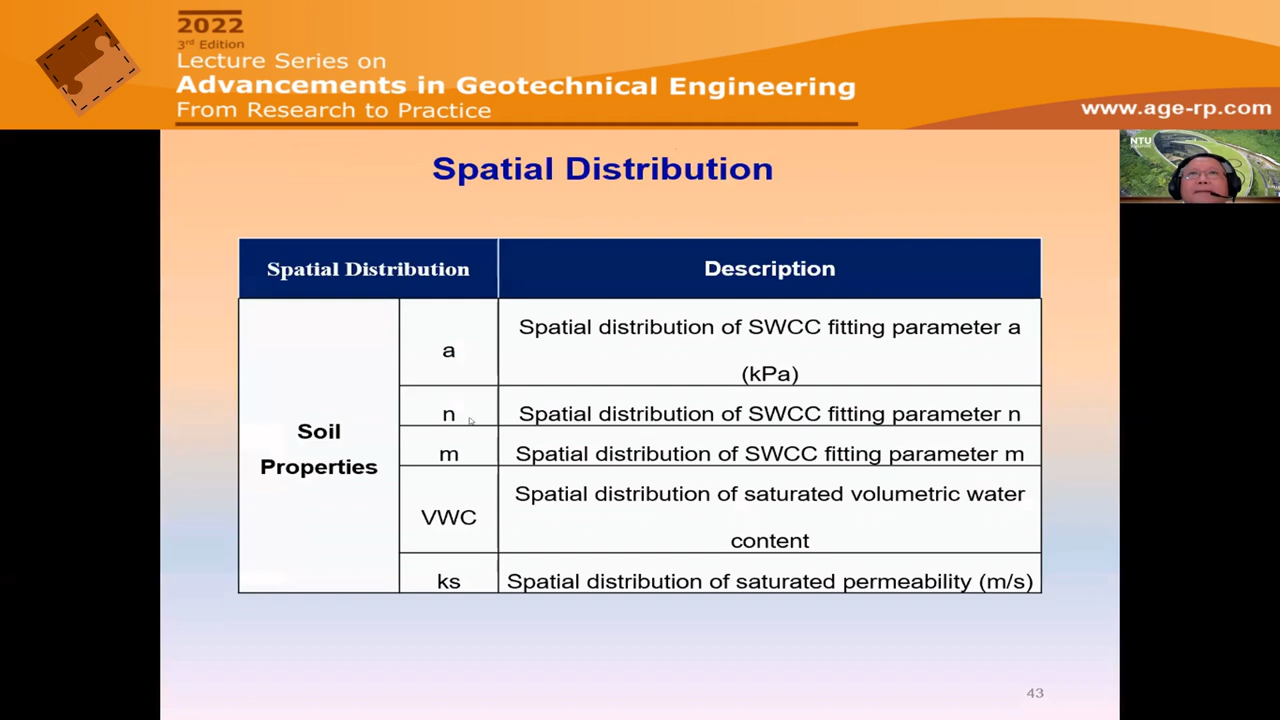 2022
3rd Edition
Lecture Series on
Advancements in Geotechnical Engineering
From Research to Practice
www.age-rp.com
NTU
Spatial Distribution
Spatial Distribution
Description
Soil
Properties
a
Spatial distribution of SWCC fitting parameter a
(kPa)
n
Spatial distribution of SWCC fitting parameter n
m
Spatial distribution of SWCC fitting parameter m
VWC
Spatial distribution of saturated volumetric water
content
ks
Spatial distribution of saturated permeability (m/s)
43